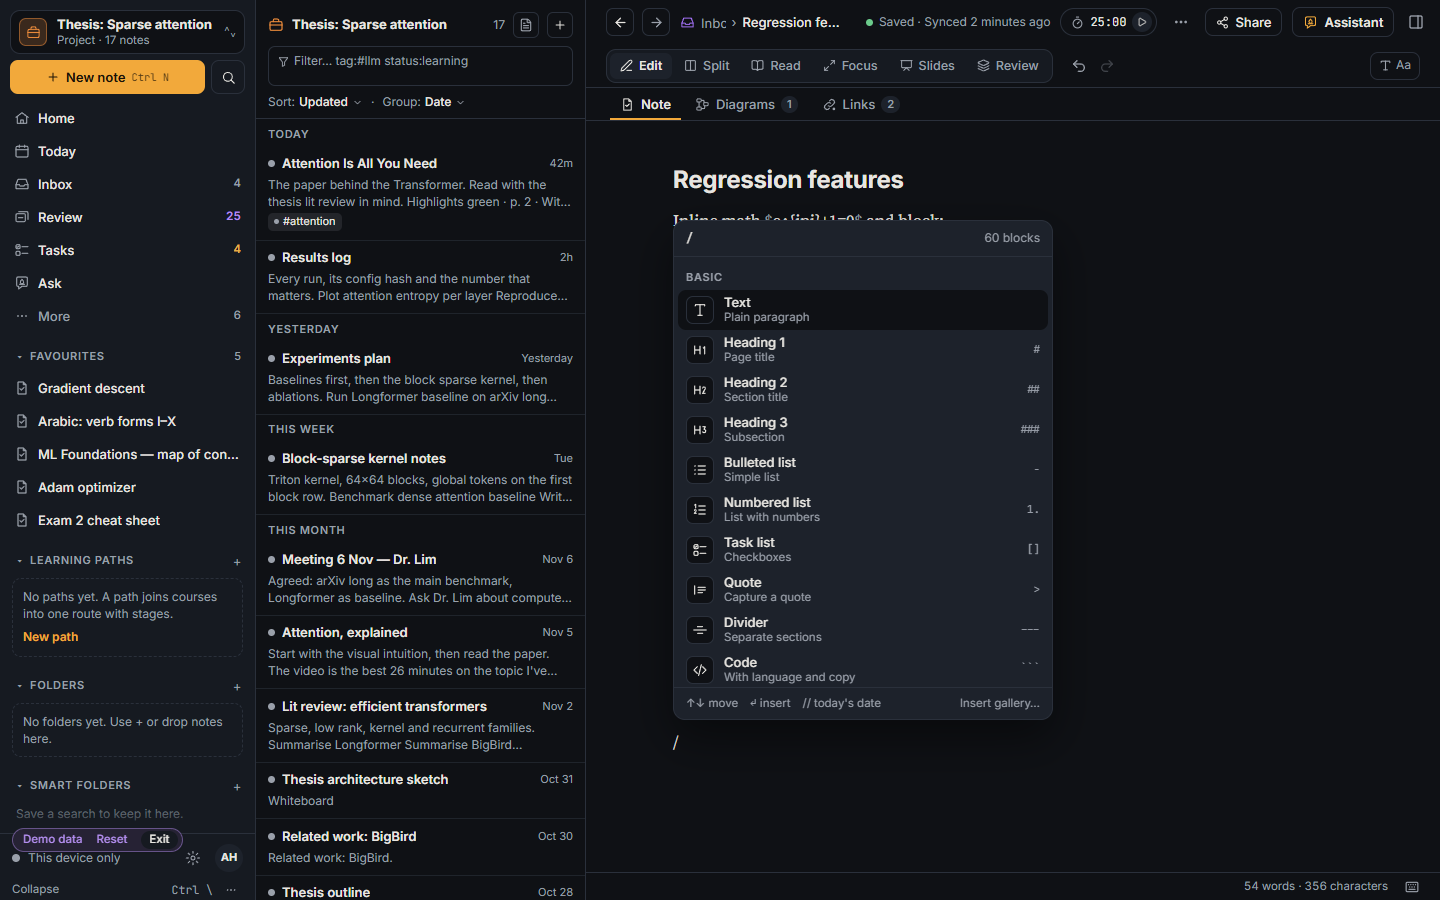 Thesis: Sparse attention
Project · 17 notes
New note Ctrl N
Home
Today
Inbox 4
Review 25
Tasks 4
Ask
More 6
FAVOURITES 5
Gradient descent
Arabic: verb forms I–X
ML Foundations — map of con...
Adam optimizer
Exam 2 cheat sheet
LEARNING PATHS +
No paths yet. A path joins courses
into one route with stages.
New path
FOLDERS +
No folders yet. Use + or drop notes
here.
SMART FOLDERS +
Save a search to keep it here.
Demo data Reset Exit
This device only AH
Collapse Ctrl \ ···
Thesis: Sparse attention 17
Filter... tag:#llm status:learning
Sort: Updated · Group: Date
TODAY
Attention Is All You Need 42m
The paper behind the Transformer. Read with the
thesis lit review in mind. Highlights green · p. 2 · Wit...
#attention
Results log 2h
Every run, its config hash and the number that
matters. Plot attention entropy per layer Reproduce...
YESTERDAY
Experiments plan Yesterday
Baselines first, then the block sparse kernel, then
ablations. Run Longformer baseline on arXiv long...
THIS WEEK
Block-sparse kernel notes Tue
Triton kernel, 64×64 blocks, global tokens on the first
block row. Benchmark dense attention baseline Writ...
THIS MONTH
Meeting 6 Nov — Dr. Lim Nov 6
Agreed: arXiv long as the main benchmark,
Longformer as baseline. Ask Dr. Lim about compute...
Attention, explained Nov 5
Start with the visual intuition, then read the paper.
The video is the best 26 minutes on the topic I've...
Lit review: efficient transformers Nov 2
Sparse, low rank, kernel and recurrent families.
Summarise Longformer Summarise BigBird...
Thesis architecture sketch Oct 31
Whiteboard
Related work: BigBird Oct 30
Related work: BigBird.
Thesis outline Oct 28
Inbc › Regression fe... Saved · Synced 2 minutes ago 25:00 ··· Share Assistant
Edit Split Read Focus Slides Review Aa
Note Diagrams 1 Links 2
Regression features
Inline math $e^{ipi}+1=0$ and block:
/ 60 blocks
BASIC
Text
Plain paragraph
Heading 1 #
Page title
Heading 2 ##
Section title
Heading 3 ###
Subsection
Bulleted list -
Simple list
Numbered list 1.
List with numbers
Task list []
Checkboxes
Quote >
Capture a quote
Divider ---
Separate sections
Code ```
With language and copy
↑↓ move ↵ insert // today's date Insert gallery...
/
54 words · 356 characters